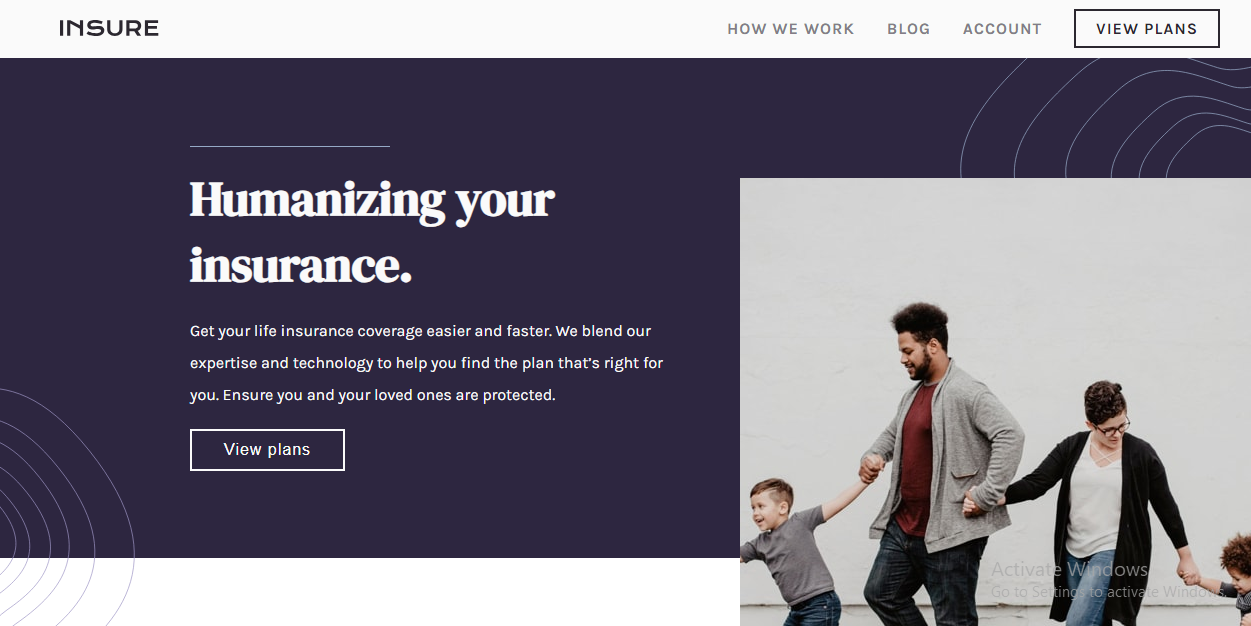 INSURE
HOW WE WORK
BLOG
ACCOUNT
VIEW PLANS
Humanizing your
insurance.
Get your life insurance coverage easier and faster. We blend our
expertise and technology to help you find the plan that’s right for
you. Ensure you and your loved ones are protected.
View plans
Activate Windows
Go to Settings to activate Windows.